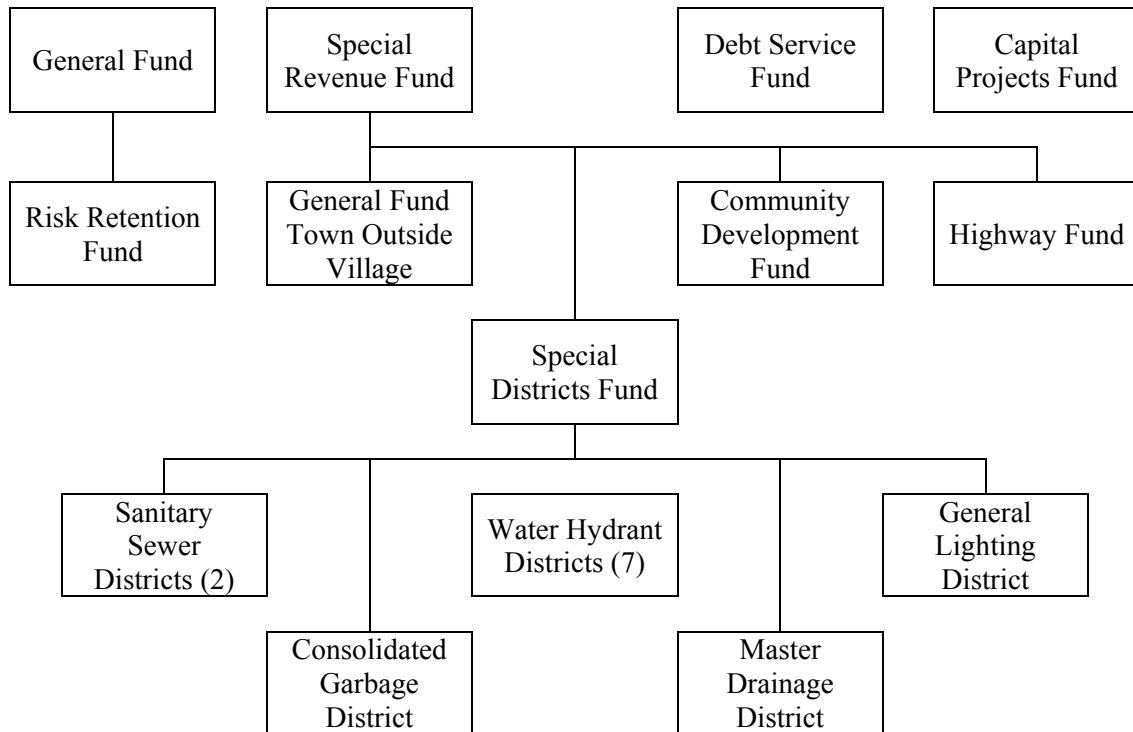 General Fund
Special
Revenue Fund
Debt Service
Fund
Capital
Projects Fund
Risk Retention
Fund
General Fund
Town Outside
Village
Community
Development
Fund
Highway Fund
Special
Districts Fund
Sanitary
Sewer
Districts (2)
Water Hydrant
Districts (7)
General
Lighting
District
Consolidated
Garbage
District
Master
Drainage
District